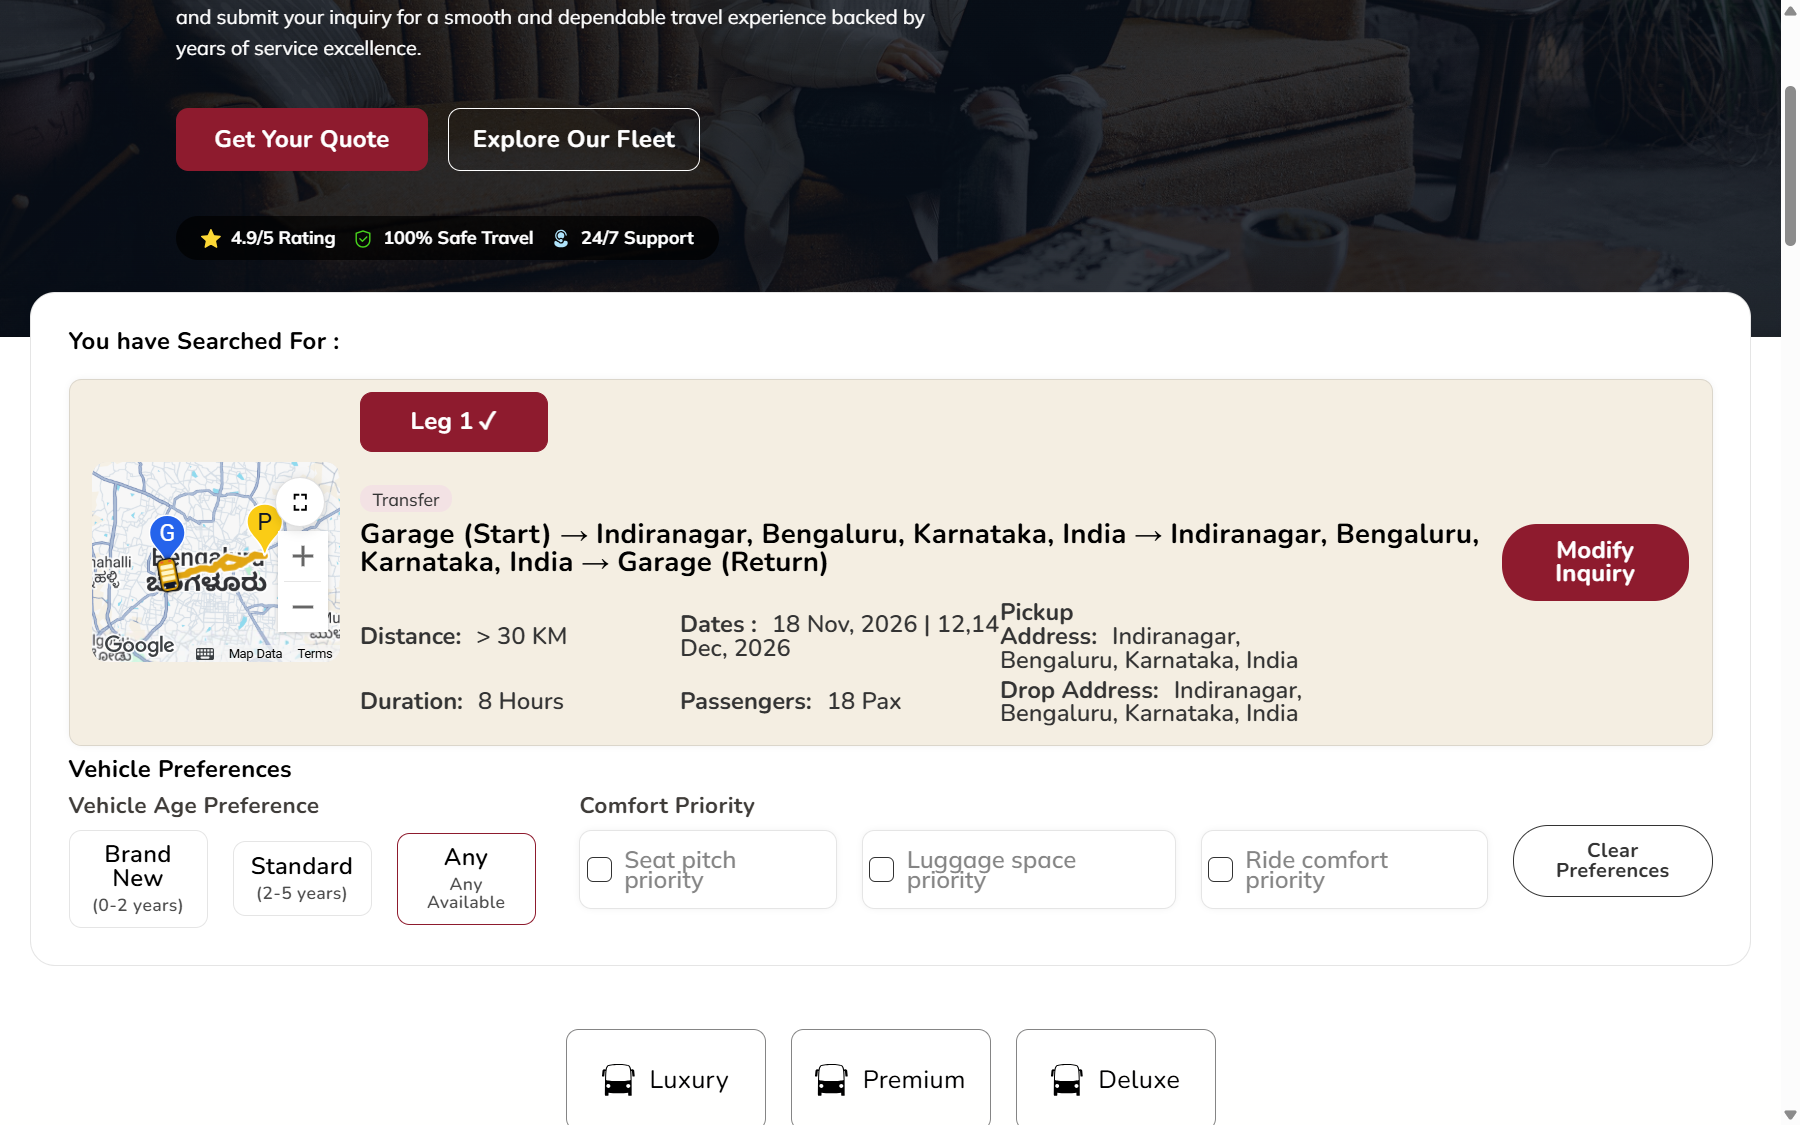 and submit your inquiry for a smooth and dependable travel experience backed by
years of service excellence.
Get Your Quote
Explore Our Fleet
4.9/5 Rating
100% Safe Travel
24/7 Support
You have Searched For :
Leg 1 ✓
Transfer
Garage (Start) → Indiranagar, Bengaluru, Karnataka, India → Indiranagar, Bengaluru,
Karnataka, India → Garage (Return)
Modify
Inquiry
G
P
Bengaluru
ಬೆಂಗಳೂರು
Google
Map Data
Terms
Distance: > 30 KM
Dates : 18 Nov, 2026 | 12,14
Dec, 2026
Pickup
Address: Indiranagar,
Bengaluru, Karnataka, India
Duration: 8 Hours
Passengers: 18 Pax
Drop Address: Indiranagar,
Bengaluru, Karnataka, India
Vehicle Preferences
Vehicle Age Preference
Brand
New
(0-2 years)
Standard
(2-5 years)
Any
Any
Available
Comfort Priority
Seat pitch
priority
Luggage space
priority
Ride comfort
priority
Clear
Preferences
Luxury
Premium
Deluxe